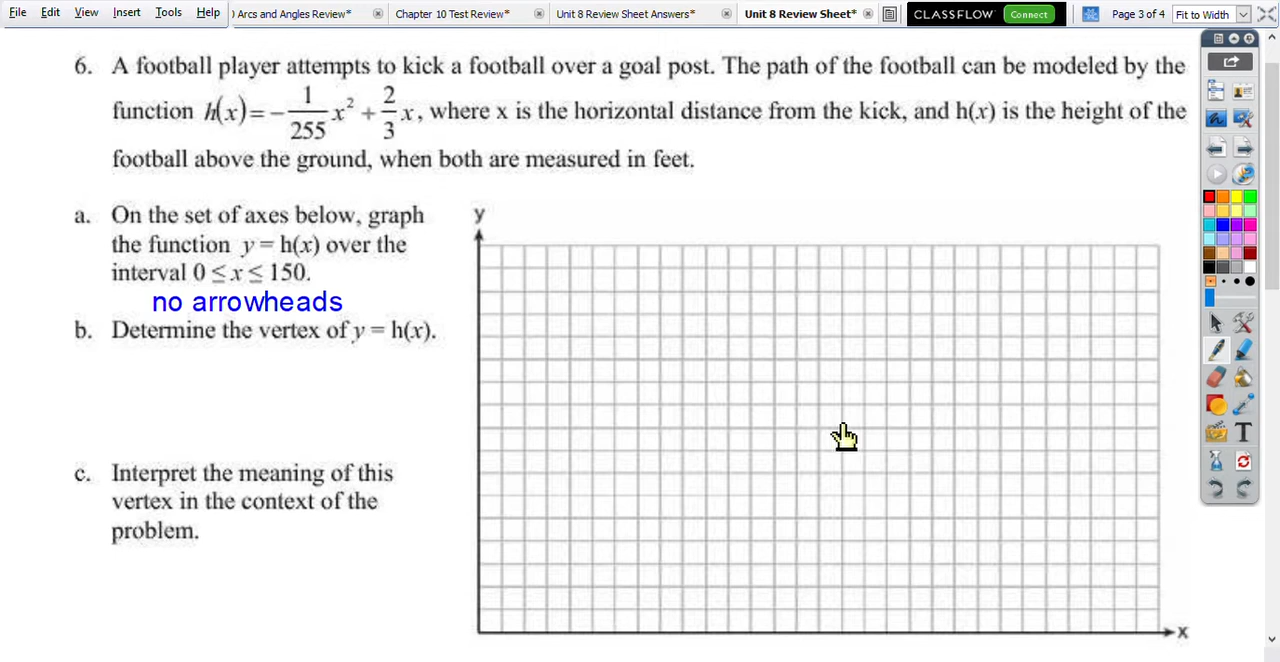 File Edit View Insert Tools Help ) Arcs and Angles Review* Chapter 10 Test Review* Unit 8 Review Sheet Answers* Unit 8 Review Sheet* CLASSFLOW Connect Page 3 of 4 Fit to Width
6. A football player attempts to kick a football over a goal post. The path of the football can be modeled by the
function h(x)=-1/255x²+2/3x, where x is the horizontal distance from the kick, and h(x) is the height of the
football above the ground, when both are measured in feet.
a. On the set of axes below, graph
the function y = h(x) over the
interval 0 ≤ x ≤ 150.
no arrowheads
b. Determine the vertex of y = h(x).
c. Interpret the meaning of this
vertex in the context of the
problem.
y
x
T